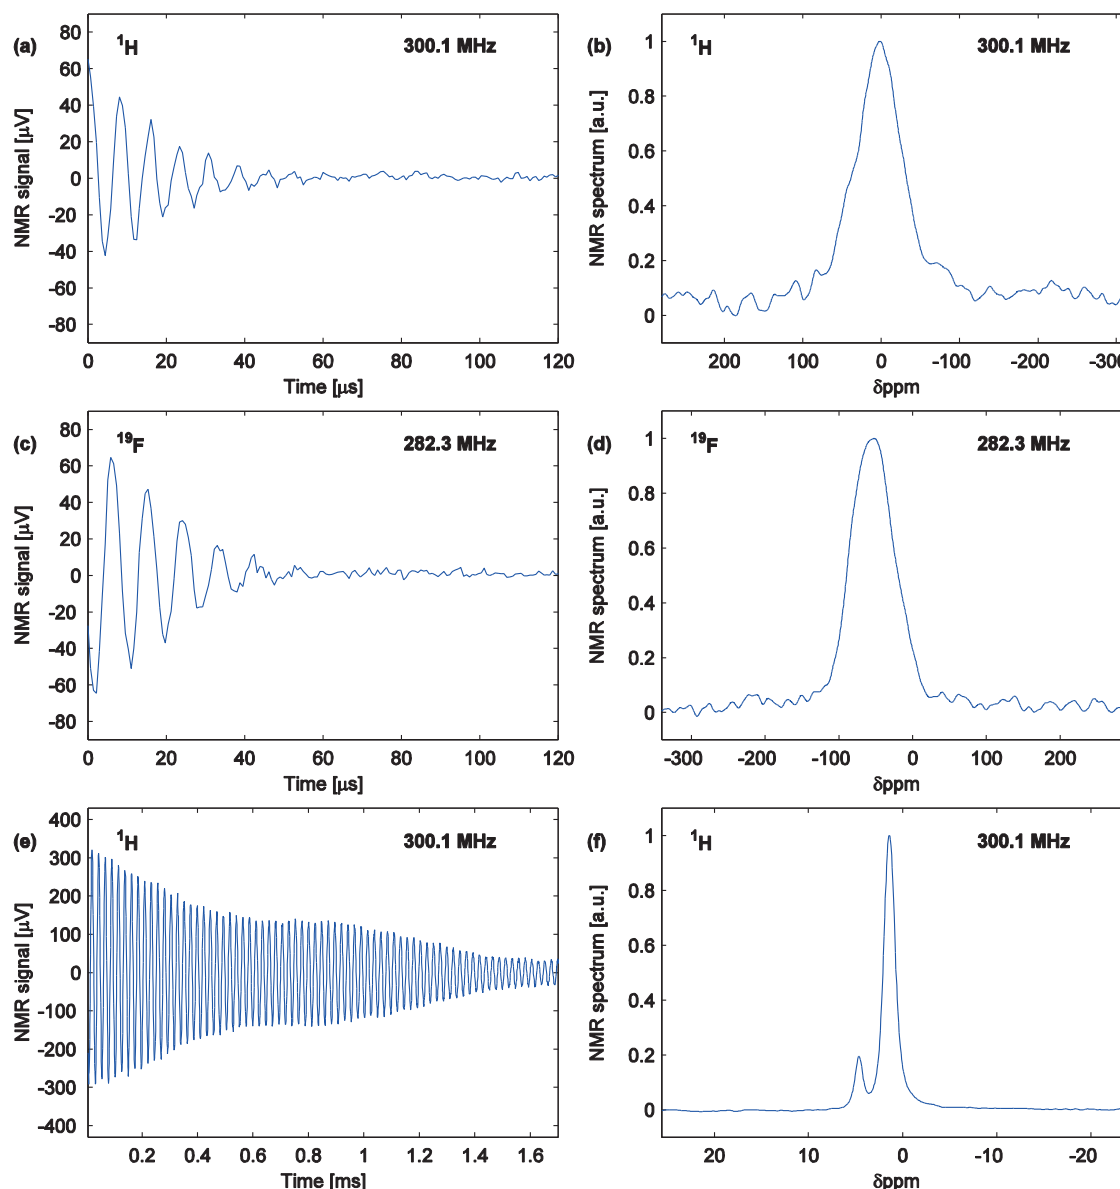 (a) ¹H 300.1 MHz
80
60
40
20
0
-20
-40
-60
-80
NMR signal [μV]
0 20 40 60 80 100 120
Time [μs]
(b) ¹H 300.1 MHz
1
0.8
0.6
0.4
0.2
0
NMR spectrum [a.u.]
200 100 0 -100 -200 -300
δppm
(c) ¹⁹F 282.3 MHz
80
60
40
20
0
-20
-40
-60
-80
NMR signal [μV]
0 20 40 60 80 100 120
Time [μs]
(d) ¹⁹F 282.3 MHz
1
0.8
0.6
0.4
0.2
0
NMR spectrum [a.u.]
-300 -200 -100 0 100 200
δppm
(e) ¹H 300.1 MHz
400
300
200
100
0
-100
-200
-300
-400
NMR signal [μV]
0.2 0.4 0.6 0.8 1 1.2 1.4 1.6
Time [ms]
(f) ¹H 300.1 MHz
1
0.8
0.6
0.4
0.2
0
NMR spectrum [a.u.]
20 10 0 -10 -20
δppm